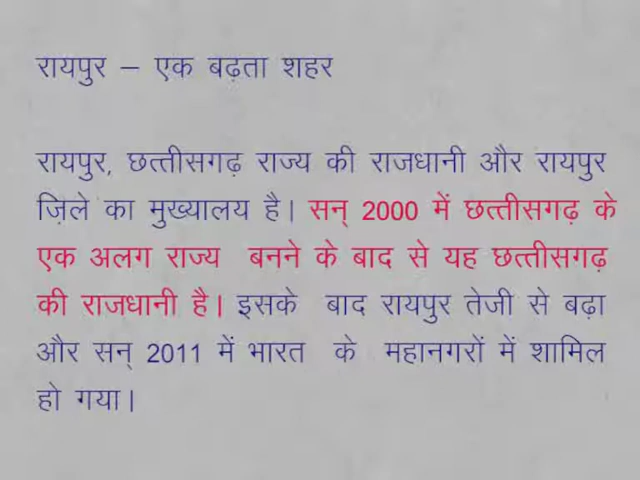 रायपुर – एक बढ़ता शहर
रायपुर, छत्तीसगढ़ राज्य की राजधानी और रायपुर
ज़िले का मुख्यालय है। सन् 2000 में छत्तीसगढ़ के
एक अलग राज्य बनने के बाद से यह छत्तीसगढ़
की राजधानी है। इसके बाद रायपुर तेजी से बढ़ा
और सन् 2011 में भारत के महानगरों में शामिल
हो गया।